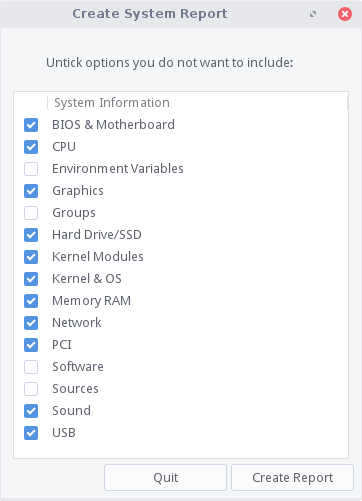 Create System Report
Untick options you do not want to include:
System Information
BIOS & Motherboard
CPU
Environment Variables
Graphics
Groups
Hard Drive/SSD
Kernel Modules
Kernel & OS
Memory RAM
Network
PCI
Software
Sources
Sound
USB
Quit Create Report